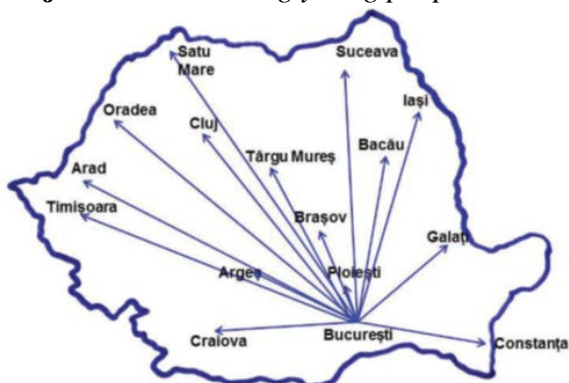 Satu
Mare
Suceava
Oradea
Iași
Cluj
Bacău
Târgu Mureș
Arad
Timișoara
Brașov
Galați
Argeș
Ploiești
București
Craiova
Constanța